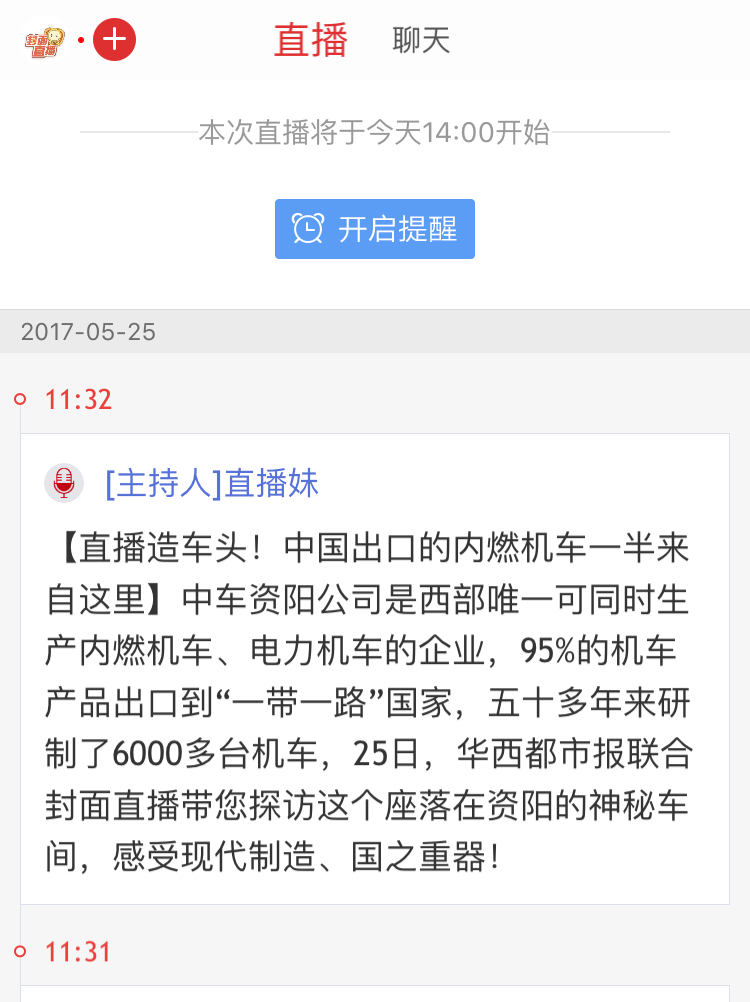 封面直播
直播
聊天
本次直播将于今天14:00开始
开启提醒
2017-05-25
11:32
[主持人]直播妹
【直播造车头！中国出口的内燃机车一半来
自这里】中车资阳公司是西部唯一可同时生
产内燃机车、电力机车的企业，95%的机车
产品出口到“一带一路”国家，五十多年来研
制了6000多台机车，25日，华西都市报联合
封面直播带您探访这个座落在资阳的神秘车
间，感受现代制造、国之重器！
11:31